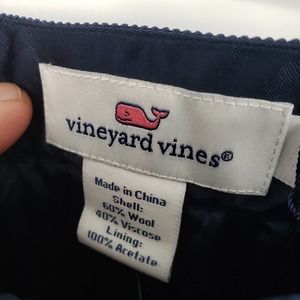 vineyard vines®
Made in China
Shell:
60% Wool
40% Viscose
Lining:
100% Acetate